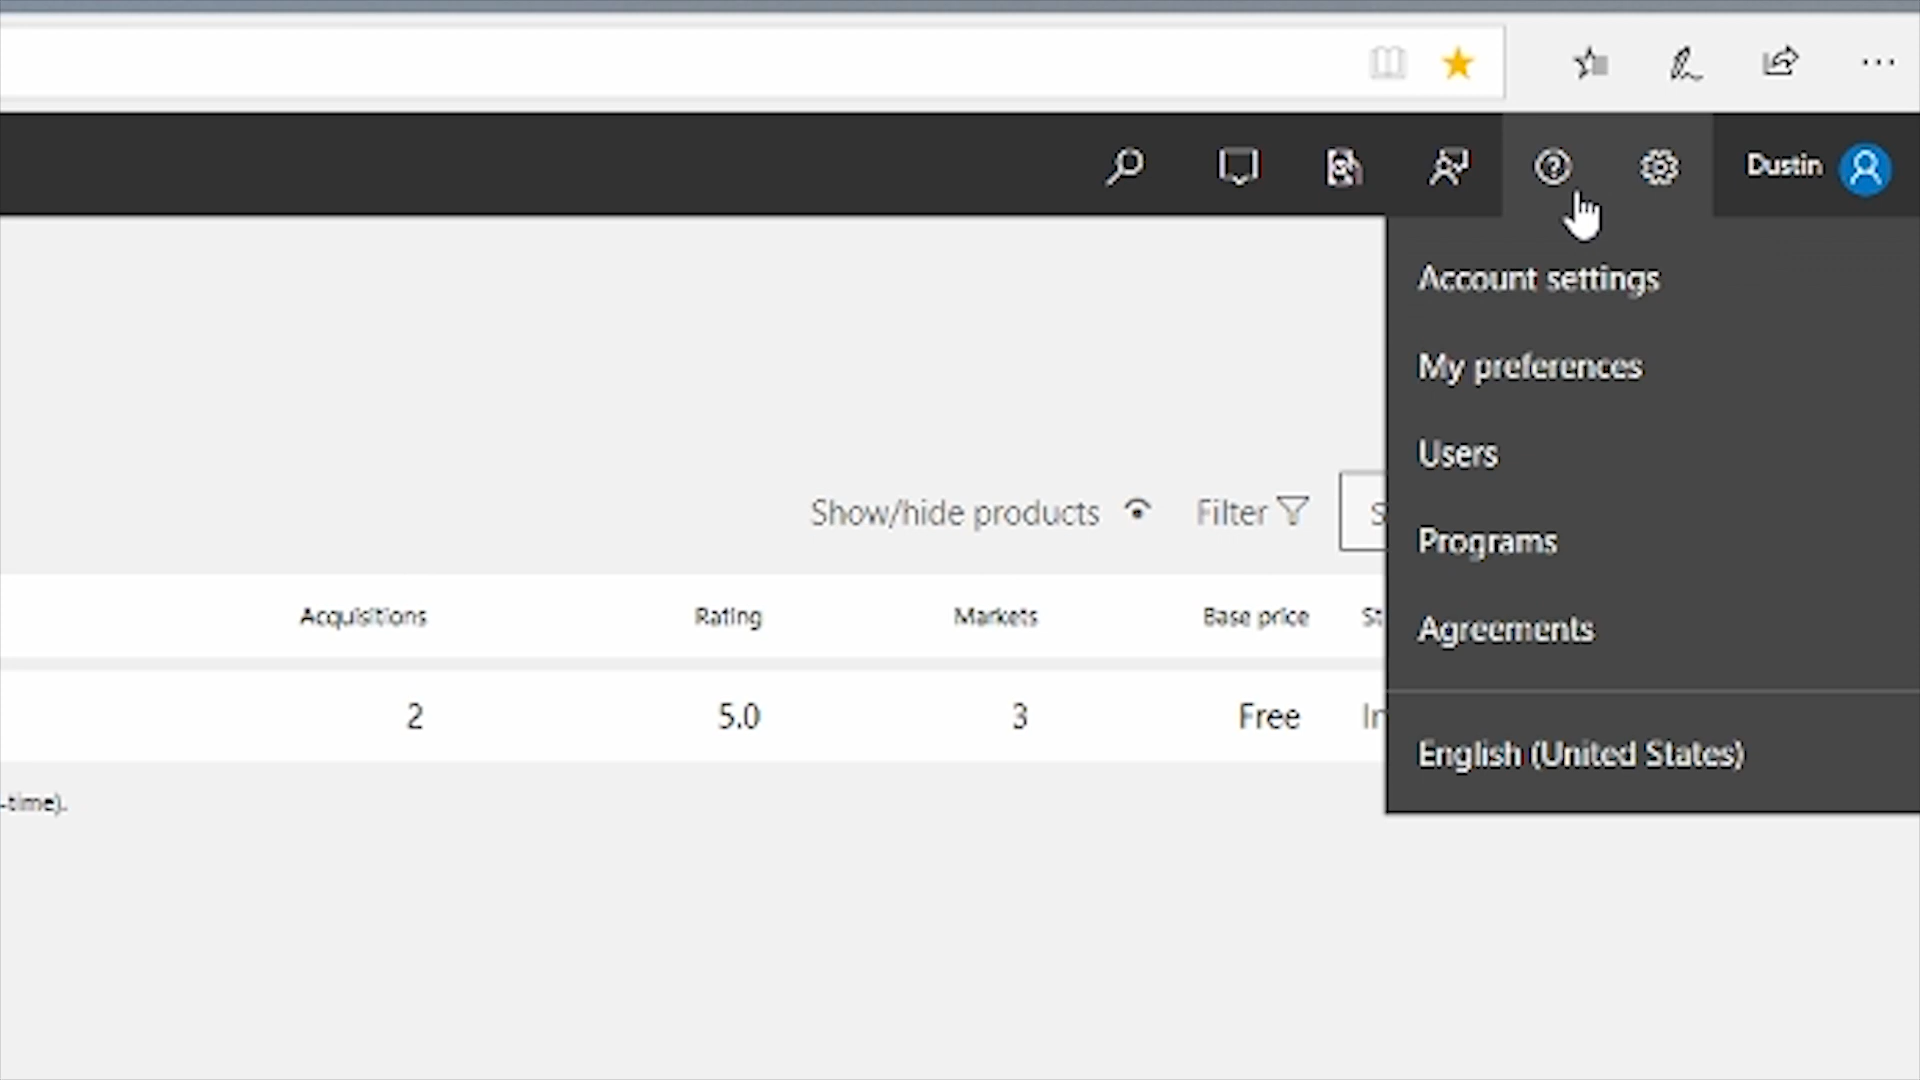 Dustin
Account settings
My preferences
Users
Show/hide products Filter
Programs
Acquisitions Rating Markets Base price
Agreements
2 5.0 3 Free
English (United States)
-time).